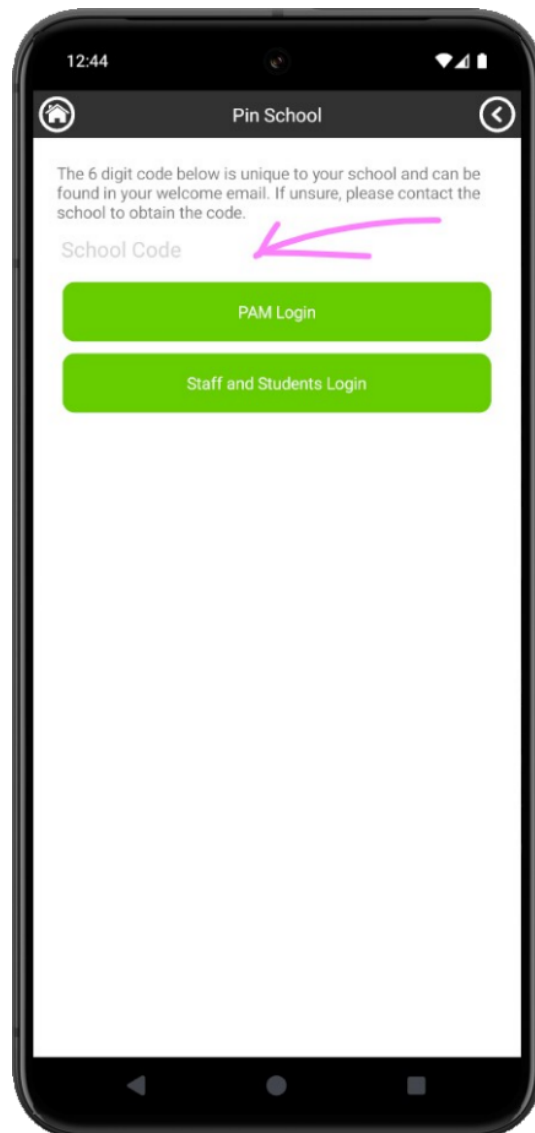 12:44
Pin School
The 6 digit code below is unique to your school and can be
found in your welcome email. If unsure, please contact the
school to obtain the code.
School Code
PAM Login
Staff and Students Login